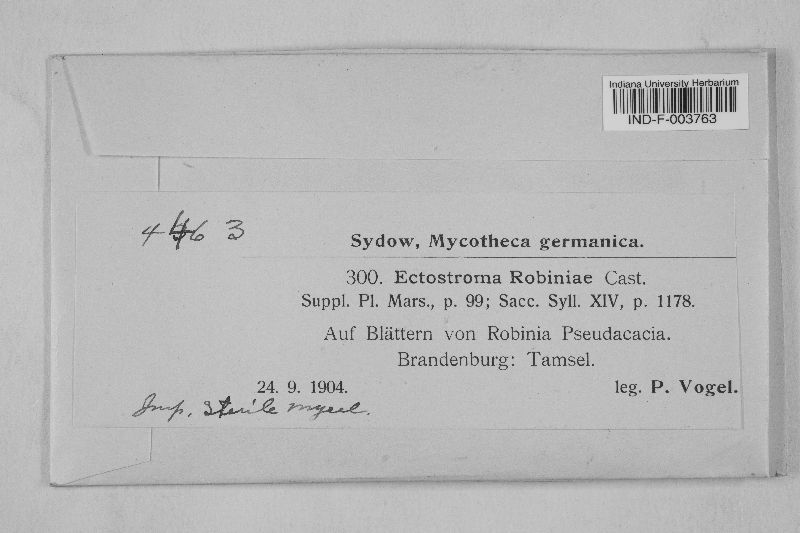 Indiana University Herbarium
IND-F-003763
4463
Sydow, Mycotheca germanica.
300. Ectostroma Robiniae Cast.
Suppl. Pl. Mars., p. 99; Sacc. Syll. XIV, p. 1178.
Auf Blättern von Robinia Pseudacacia.
Brandenburg: Tamsel.
24. 9. 1904. leg. P. Vogel.
Imp. Sterile mycel.